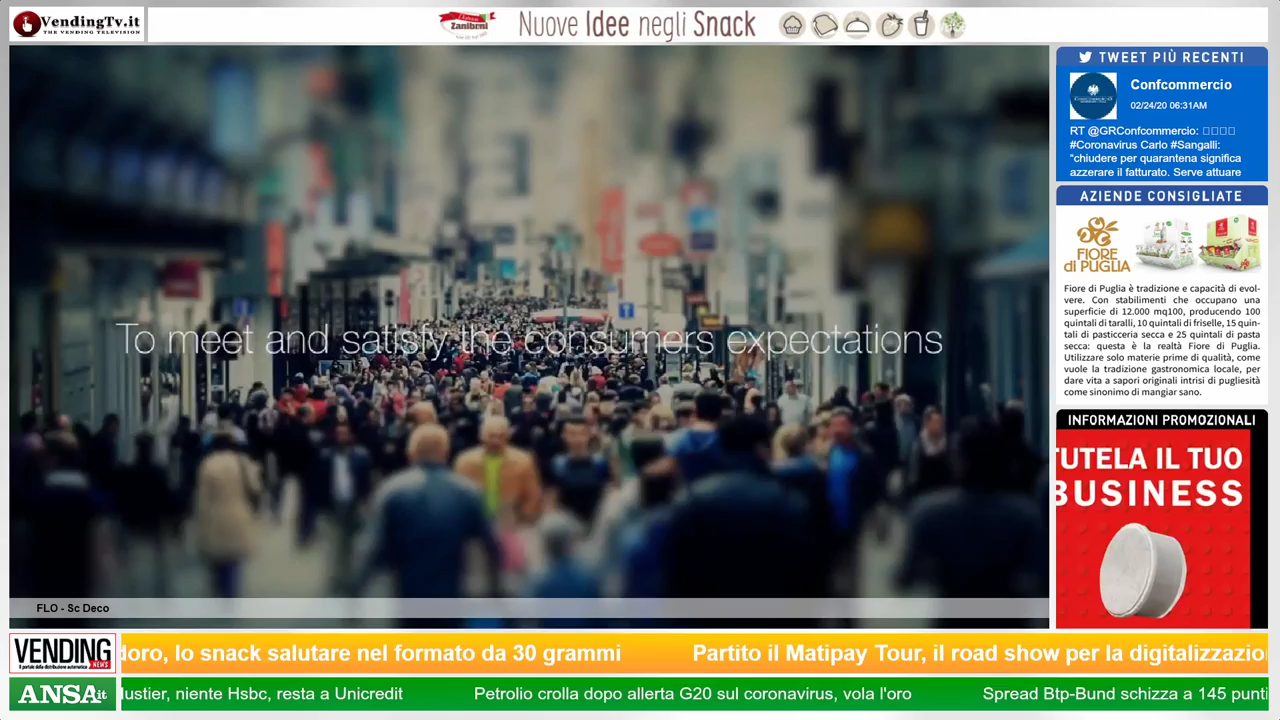 VendingTv.it
THE VENDING TELEVISION
Zaniboni
Nuove Idee negli Snack
TWEET PIÙ RECENTI
Confcommercio
02/24/20 06:31AM
RT @GRConfcommercio: □□□□
#Coronavirus Carlo #Sangalli:
“chiudere per quarantena significa
azzerare il fatturato. Serve attuare
AZIENDE CONSIGLIATE
FIORE
di PUGLIA
Fiore di Puglia è tradizione e capacità di evol-
vere. Con stabilimenti che occupano una
superficie di 12.000 mq100, producendo 100
quintali di taralli, 10 quintali di friselle, 15 quin-
tali di pasticceria secca e 25 quintali di pasta
secca: questa è la realtà Fiore di Puglia.
Utilizzare solo materie prime di qualità, come
vuole la tradizione gastronomica locale, per
dare vita a sapori originali intrisi di pugliesità
come sinonimo di mangiar sano.
INFORMAZIONI PROMOZIONALI
TUTELA IL TUO
BUSINESS
To meet and satisfy the consumers expectations
FLO - Sc Deco
VENDING
NEWS
Il portale della distribuzione automatica
doro, lo snack salutare nel formato da 30 grammi
Partito il Matipay Tour, il road show per la digitalizzazio
ANSA.it
lustier, niente Hsbc, resta a Unicredit
Petrolio crolla dopo allerta G20 sul coronavirus, vola l'oro
Spread Btp-Bund schizza a 145 punti